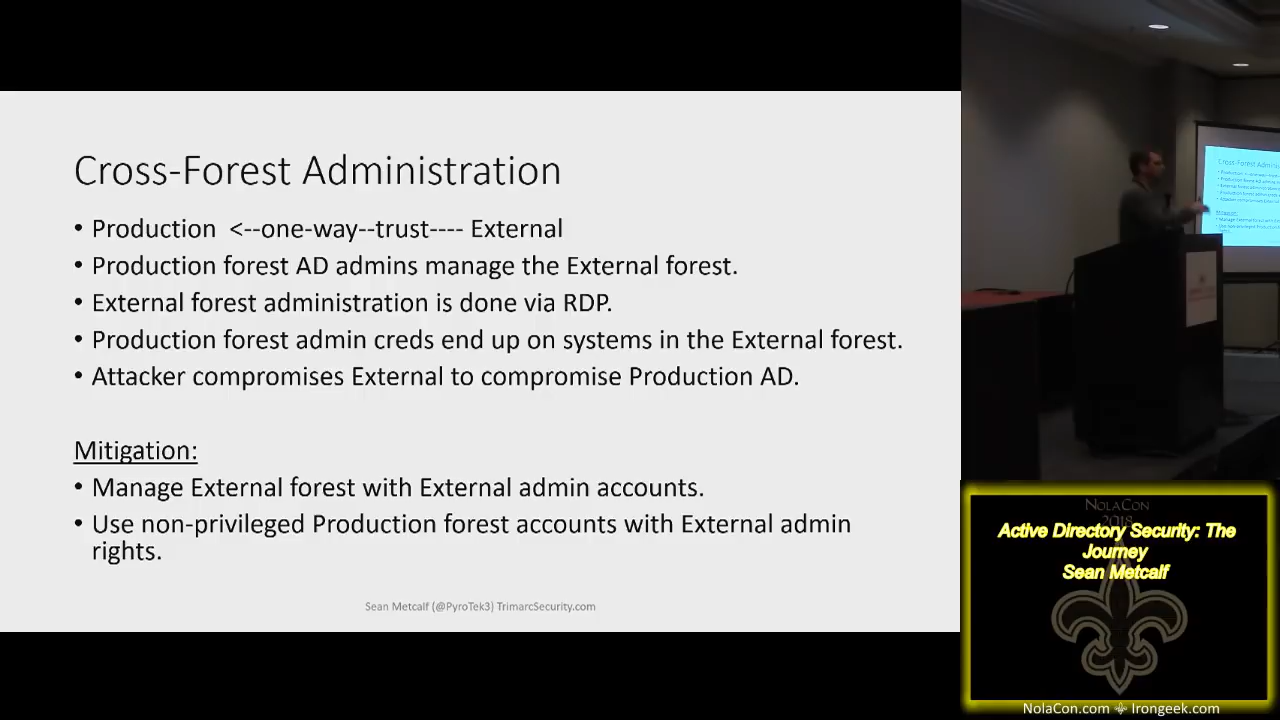 Cross-Forest Administration
• Production <--one-way--trust---- External
• Production forest AD admins manage the External forest.
• External forest administration is done via RDP.
• Production forest admin creds end up on systems in the External forest.
• Attacker compromises External to compromise Production AD.
Mitigation:
• Manage External forest with External admin accounts.
• Use non-privileged Production forest accounts with External admin
rights.
Sean Metcalf (@PyroTek3) TrimarcSecurity.com
NOLACON
2018
Active Directory Security: The
Journey
Sean Metcalf
NolaCon.com ⚜ Irongeek.com